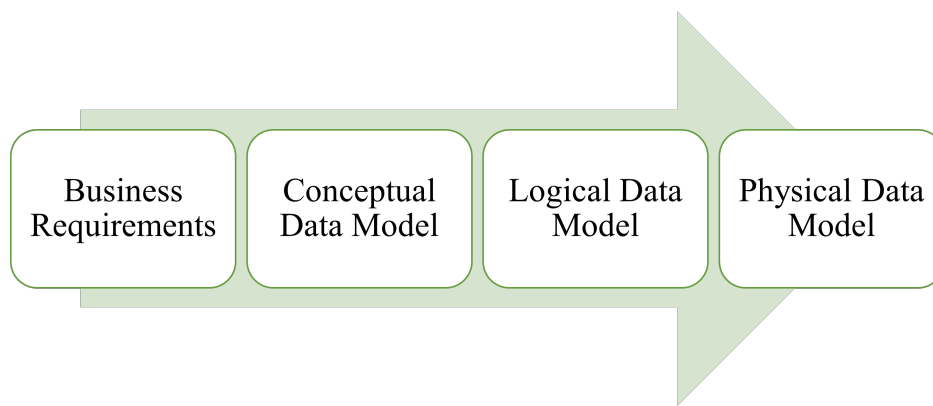 Business
Requirements
Conceptual
Data Model
Logical Data
Model
Physical Data
Model